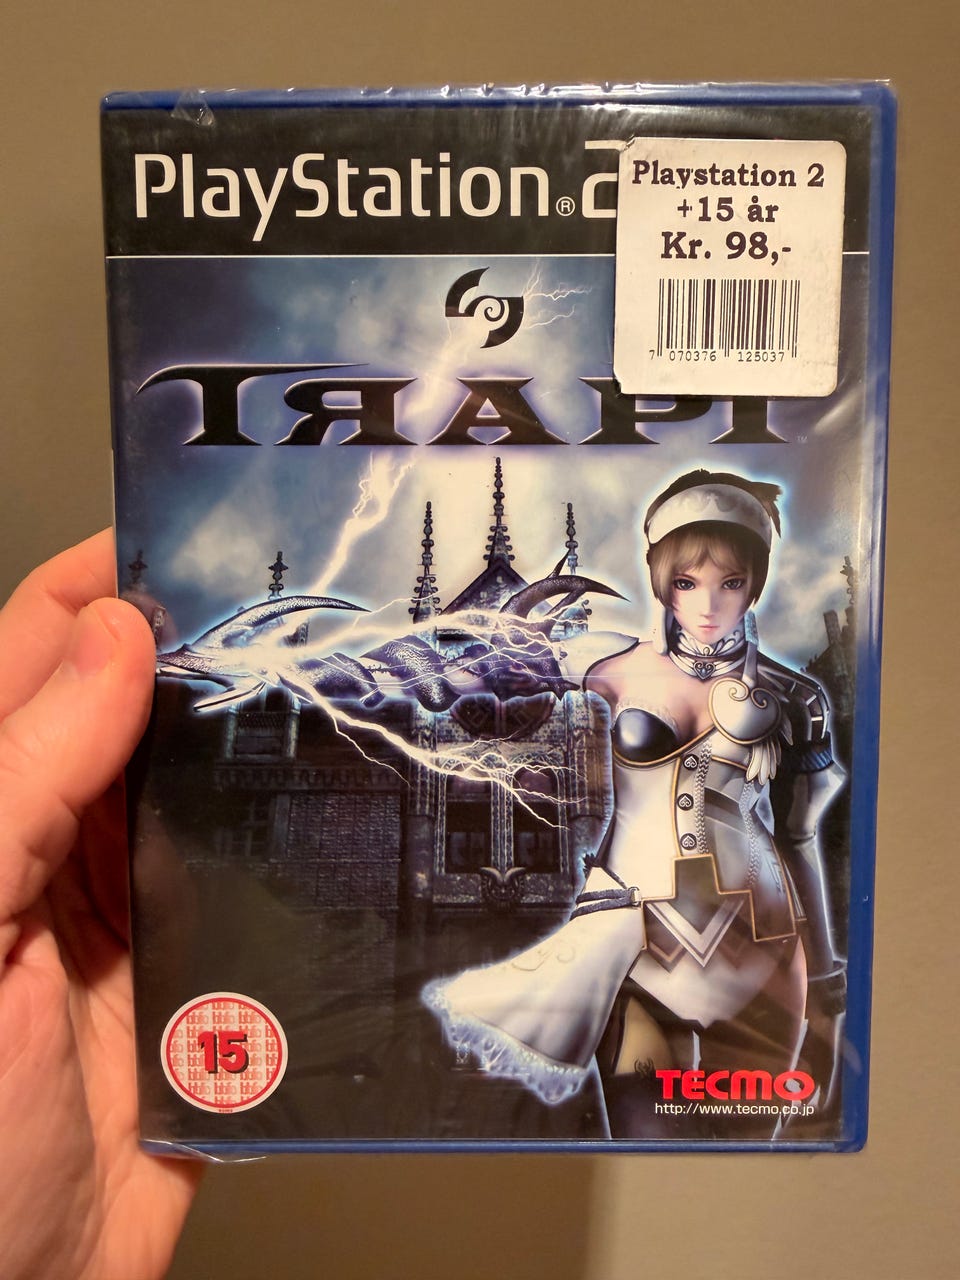 PlayStation®2
Playstation 2
+15 år
Kr. 98,-
7 070376 125037
TRAPT
™
15
TECMO
http://www.tecmo.co.jp